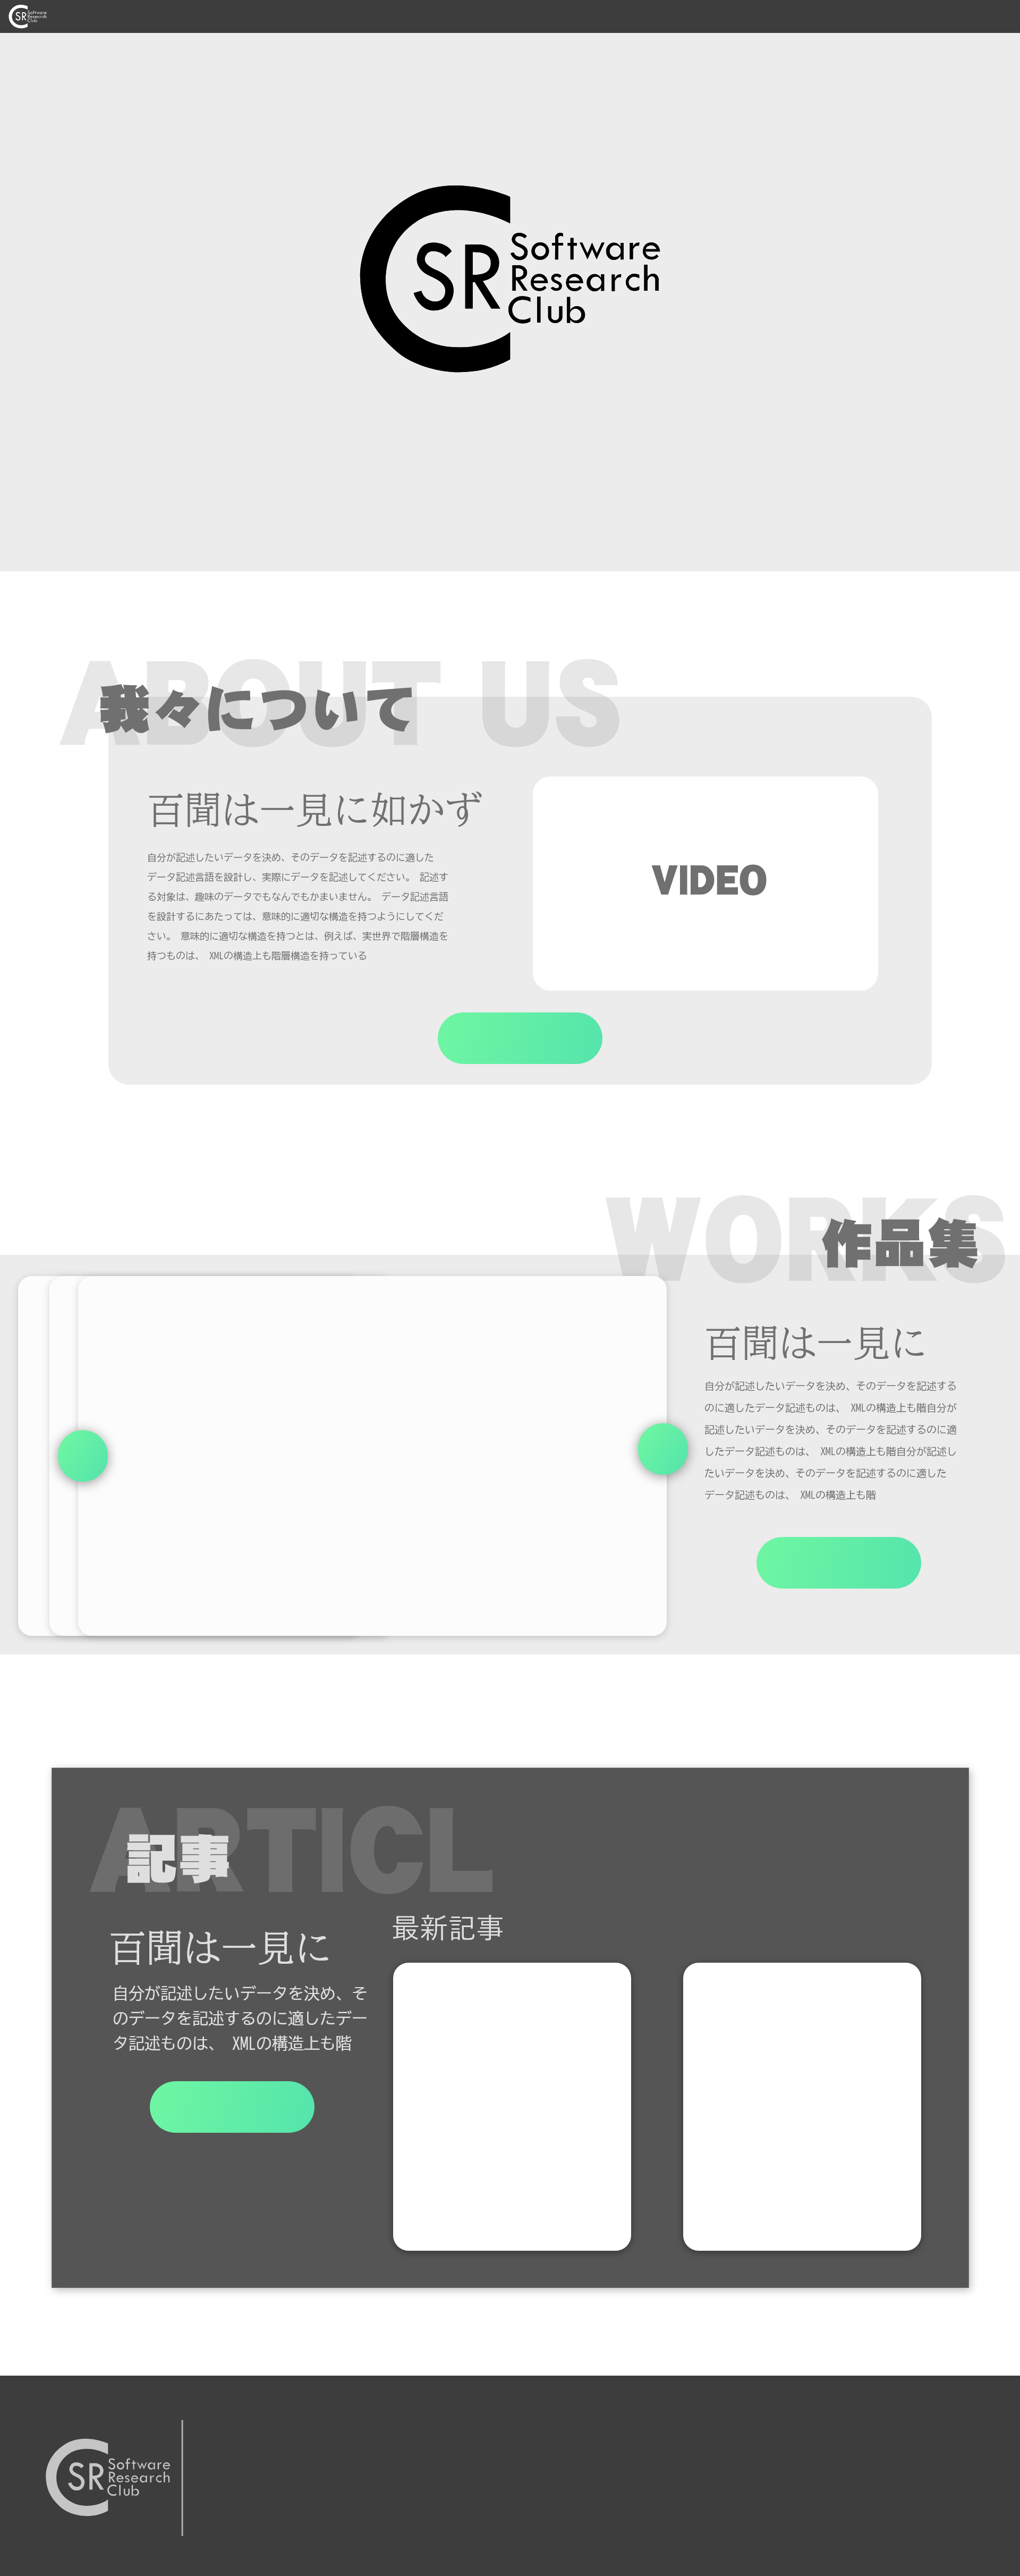 SR Software
Research
Club
SR
Software
Research
Club
ABOUT US
我々について
百聞は一見に如かず
自分が記述したいデータを決め、そのデータを記述するのに適した
データ記述言語を設計し、実際にデータを記述してください。 記述す
る対象は、趣味のデータでもなんでもかまいません。 データ記述言語
を設計するにあたっては、意味的に適切な構造を持つようにしてくだ
さい。 意味的に適切な構造を持つとは、例えば、実世界で階層構造を
持つものは、 XMLの構造上も階層構造を持っている
VIDEO
WORKS
作品集
百聞は一見に
自分が記述したいデータを決め、そのデータを記述する
のに適したデータ記述ものは、 XMLの構造上も階自分が
記述したいデータを決め、そのデータを記述するのに適
したデータ記述ものは、 XMLの構造上も階自分が記述し
たいデータを決め、そのデータを記述するのに適した
データ記述ものは、 XMLの構造上も階
ARTICL
記事
百聞は一見に
自分が記述したいデータを決め、そ
のデータを記述するのに適したデー
タ記述ものは、 XMLの構造上も階
最新記事
SR
Software
Research
Club